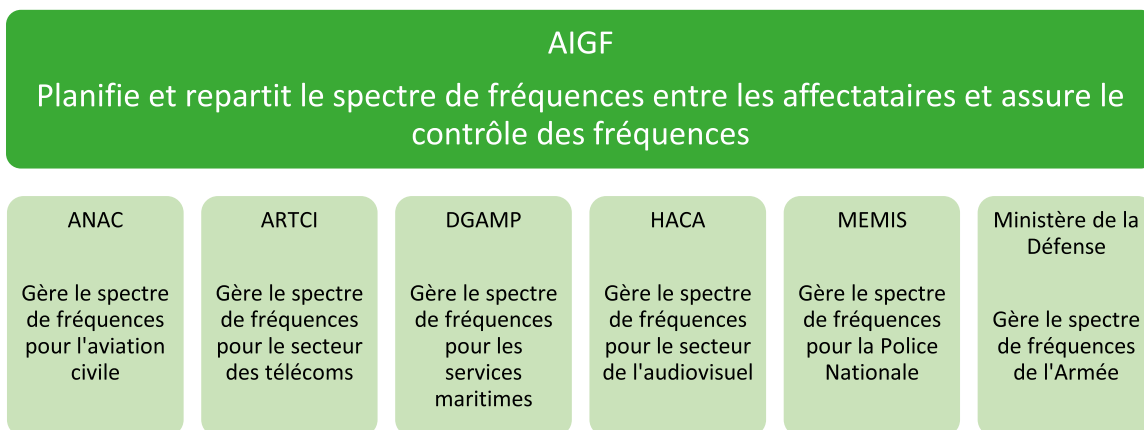 AIGF
Planifie et repartit le spectre de fréquences entre les affectataires et assure le
contrôle des fréquences
ANAC
Gère le spectre
de fréquences
pour l'aviation
civile
ARTCI
Gère le spectre
de fréquences
pour le secteur
des télécoms
DGAMP
Gère le spectre
de fréquences
pour les
services
maritimes
HACA
Gère le spectre
de fréquences
pour le secteur
de l'audiovisuel
MEMIS
Gère le spectre
de fréquences
pour la Police
Nationale
Ministère de la
Défense
Gère le spectre
de fréquences
de l'Armée